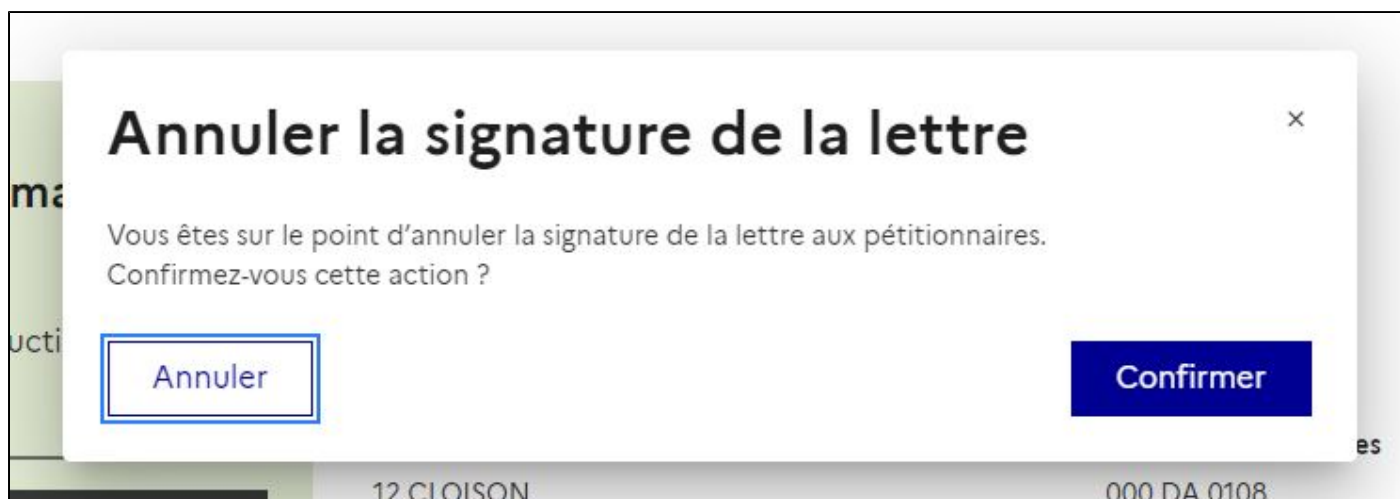 Annuler la signature de la lettre
×
Vous êtes sur le point d’annuler la signature de la lettre aux pétitionnaires.
Confirmez-vous cette action ?
Annuler
Confirmer
12 CLOISON
000 DA 0108